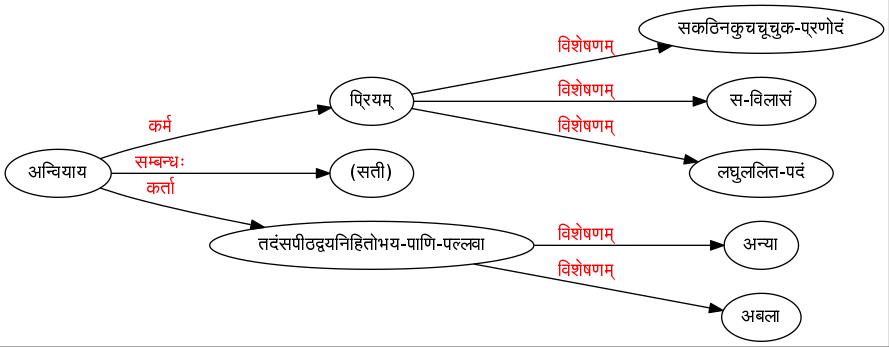 सकठिनकुचचूचुक-प्रणोदं
विशेषणम्
विशेषणम्
प्रियम्
स-विलासं
कर्म
विशेषणम्
सम्बन्धः
अन्वियाय
(सती)
लघुललित-पदं
कर्ता
विशेषणम्
तदंसपीठद्वयनिहितोभय-पाणि-पल्लवा
अन्या
विशेषणम्
अबला